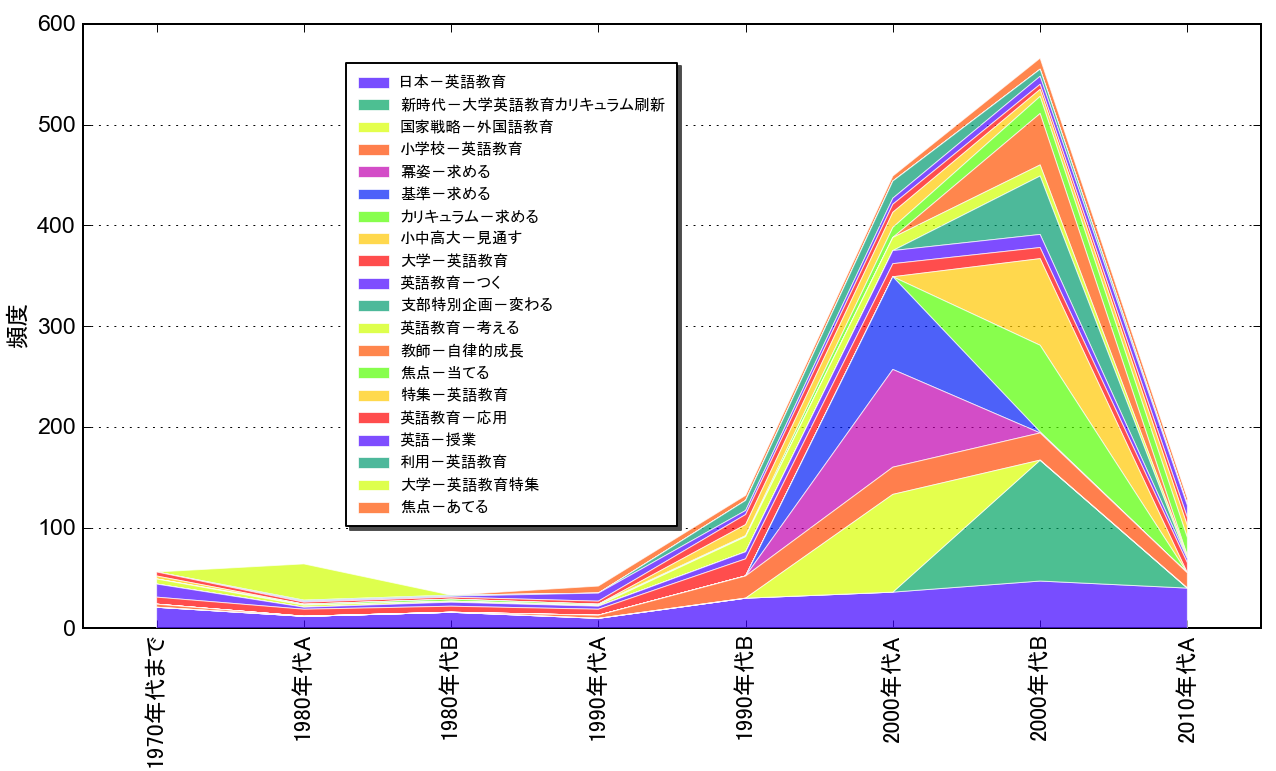 600
500
400
300
200
100
0
頻度
日本－英語教育
新時代－大学英語教育カリキュラム刷新
国家戦略－外国語教育
小学校－英語教育
冪姿－求める
基準－求める
カリキュラム－求める
小中高大－見通す
大学－英語教育
英語教育－つく
支部特別企画－変わる
英語教育－考える
教師－自律的成長
焦点－当てる
特集－英語教育
英語教育－応用
英語－授業
利用－英語教育
大学－英語教育特集
焦点－あてる
1970年代まで
1980年代A
1980年代B
1990年代A
1990年代B
2000年代A
2000年代B
2010年代A